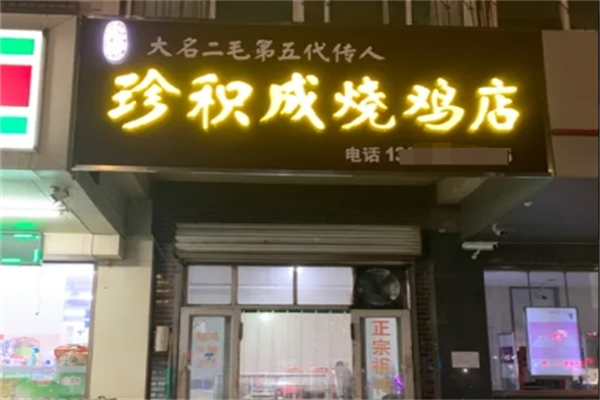 大名二毛第五代传人
珍积成烧鸡店
电话 13
正宗祖